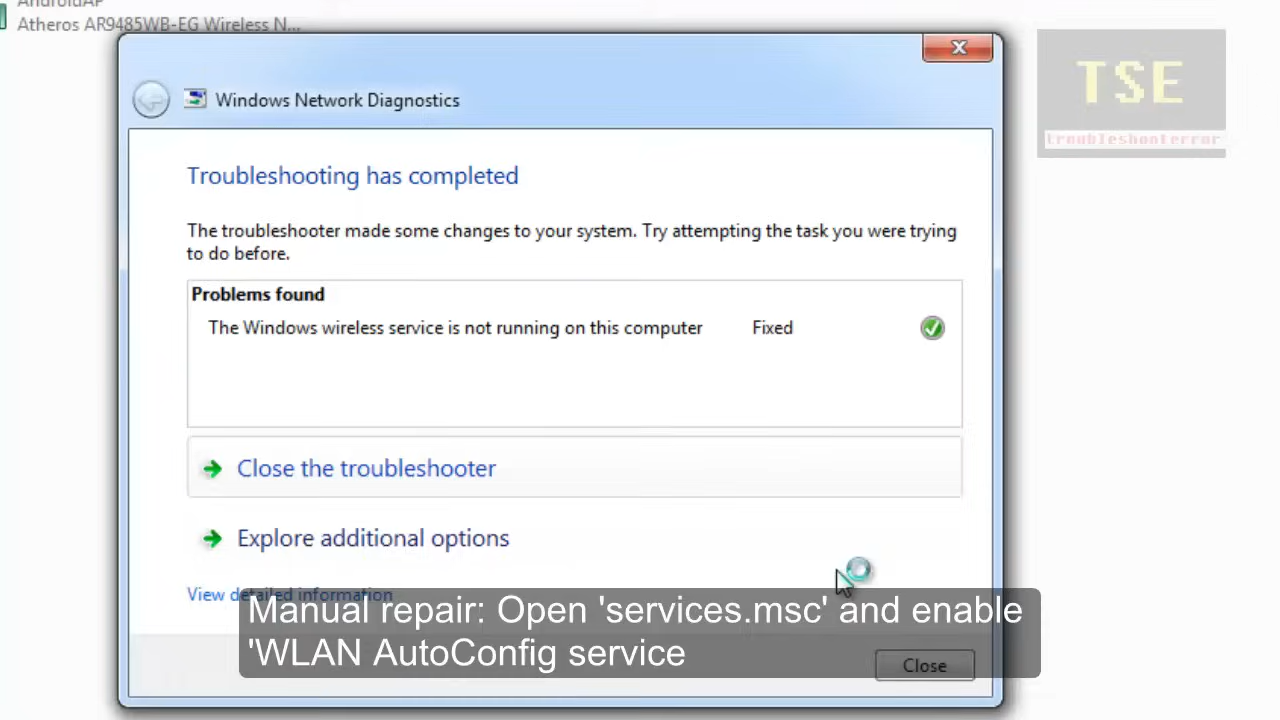 AndroidAP
Atheros AR9485WB-EG Wireless N...
Windows Network Diagnostics
TSE
troubleshooterror
Troubleshooting has completed
The troubleshooter made some changes to your system. Try attempting the task you were trying
to do before.
Problems found
The Windows wireless service is not running on this computer Fixed
Close the troubleshooter
Explore additional options
View detailed information
Manual repair: Open 'services.msc' and enable
'WLAN AutoConfig service
Close